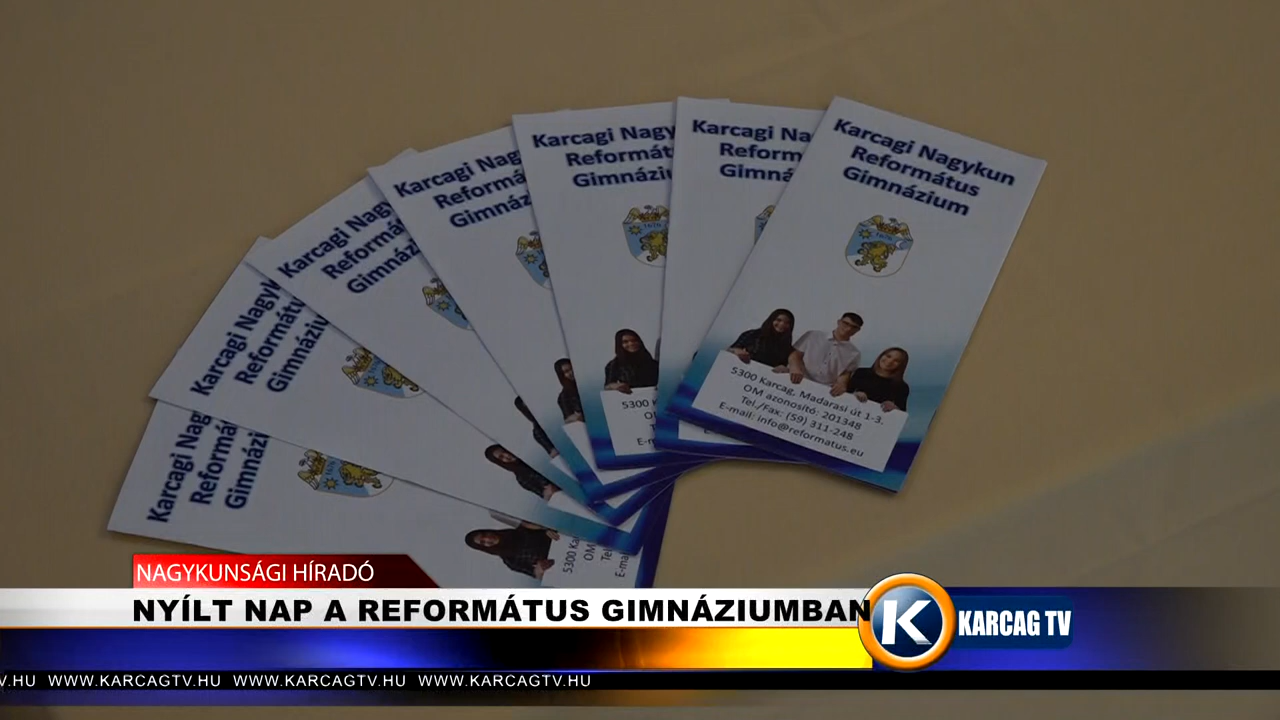 Karcagi Nagykun
Református
Gimnázium
5300 Karcag, Madarasi út 1-3.
OM azonosító: 201348
Tel./Fax: (59) 311-248
E-mail: info@reformatus.eu
NAGYKUNSÁGI HÍRADÓ
NYÍLT NAP A REFORMÁTUS GIMNÁZIUMBAN
K KARCAG TV
V.HU WWW.KARCAGTV.HU WWW.KARCAGTV.HU WWW.KARCAGTV.HU